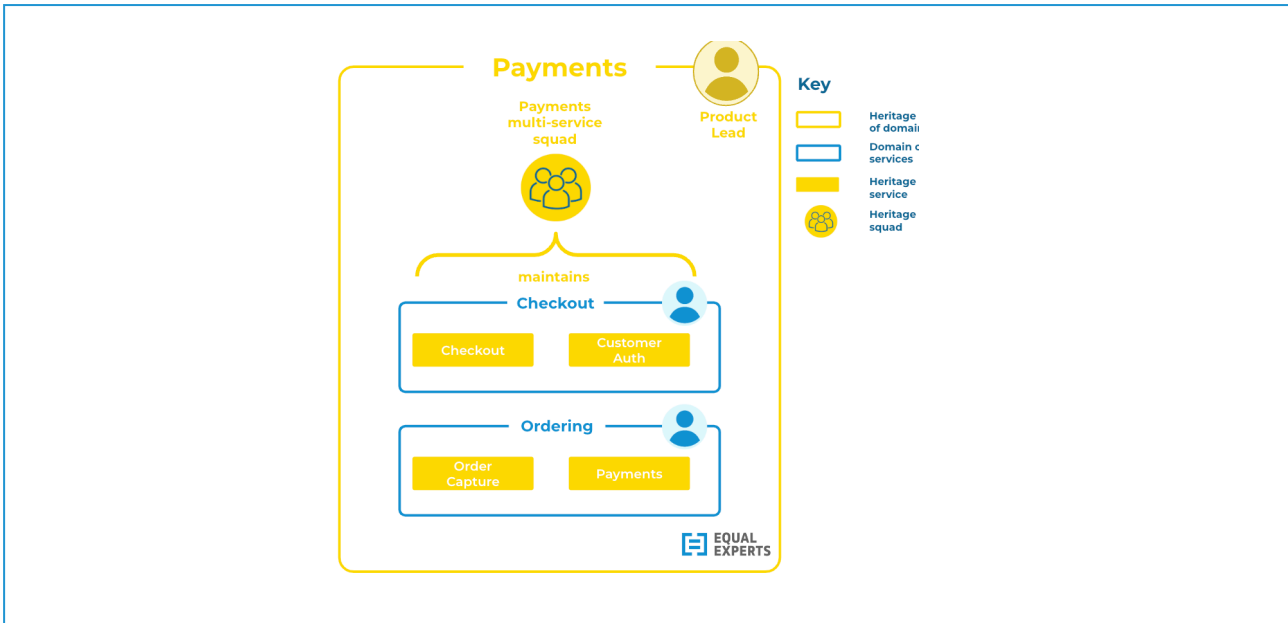 Payments
Payments
multi-service
squad
Product
Lead
maintains
Checkout
Checkout
Customer
Auth
Ordering
Order
Capture
Payments
EQUAL
EXPERTS
Key
Heritage
of
Domain
services
Heritage
service
Heritage
squad